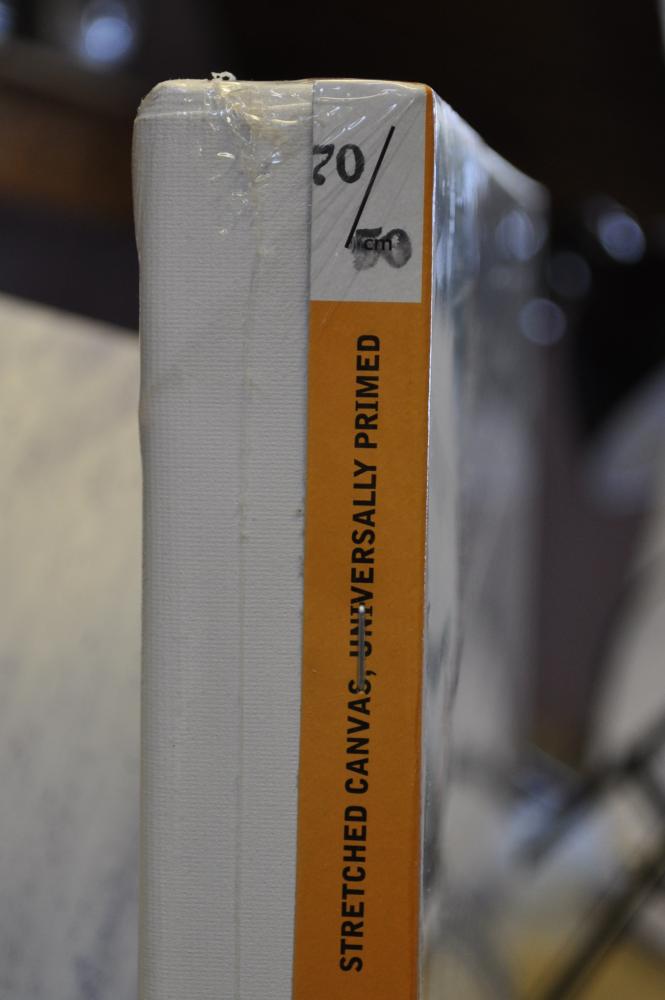 70/50 cm
STRETCHED CANVAS, UNIVERSALLY PRIMED